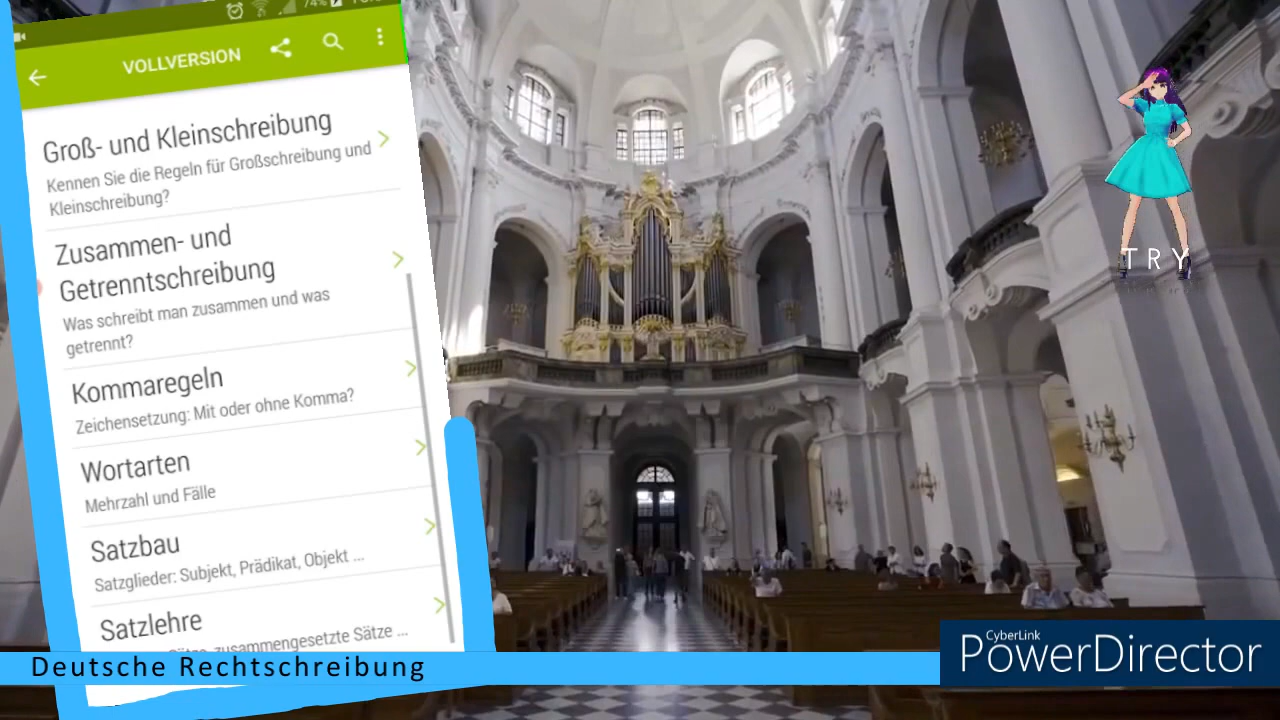 74%
VOLLVERSION
Groß- und Kleinschreibung
Kennen Sie die Regeln für Großschreibung und
Kleinschreibung?
Zusammen- und
Getrenntschreibung
Was schreibt man zusammen und was
getrennt?
Kommaregeln
Zeichensetzung: Mit oder ohne Komma?
Wortarten
Mehrzahl und Fälle
Satzbau
Satzglieder: Subjekt, Prädikat, Objekt ...
Satzlehre
Sätze, zusammengesetzte Sätze ...
TRY
Deutsche Rechtschreibung
CyberLink
PowerDirector